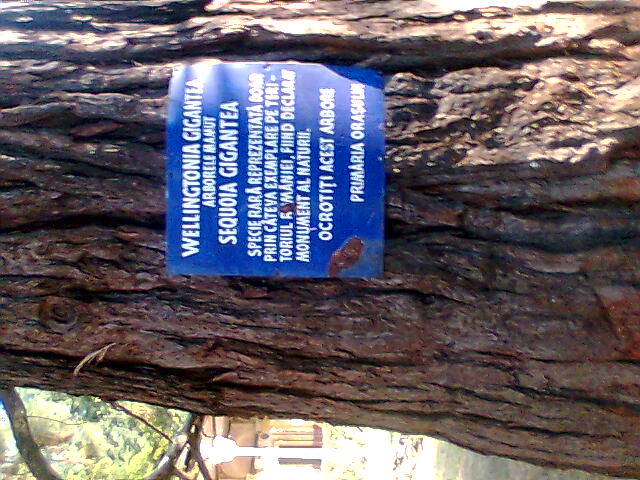 WELLINGTONIA GIGANTEA
ARBORELE MAMUT
SEQUOIA GIGANTEA
SPECIE RARĂ REPREZENTATĂ DOAR
PRIN CÂTEVA EXEMPLARE PE TERI-
TORIUL ROMÂNIEI, FIIND DECLARAT
MONUMENT AL NATURII.
OCROTIȚI ACEST ARBORE
PRIMĂRIA ORAȘULUI